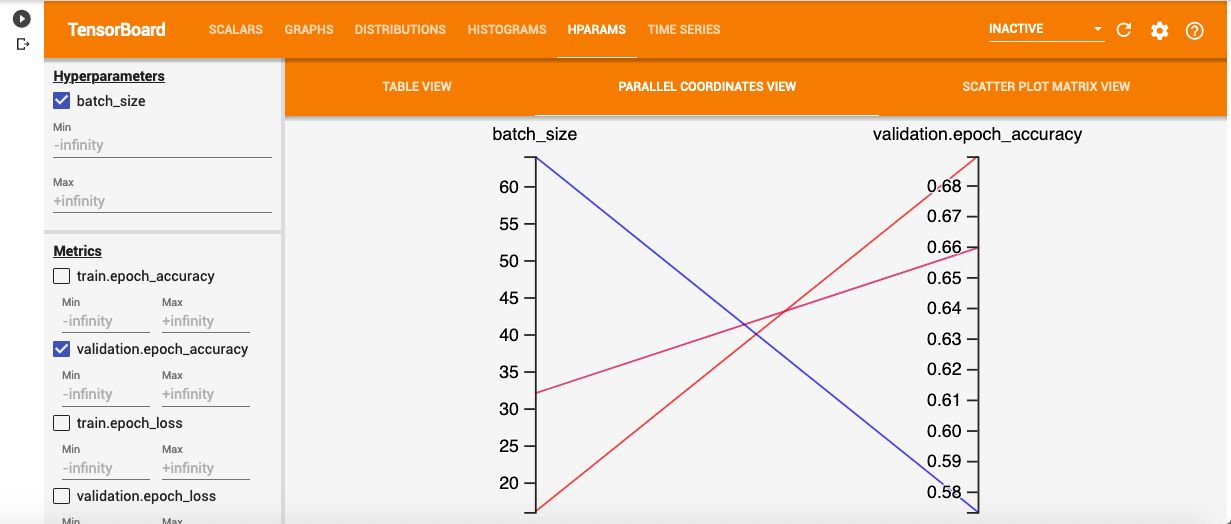 TensorBoard SCALARS GRAPHS DISTRIBUTIONS HISTOGRAMS HPARAMS TIME SERIES INACTIVE
Hyperparameters
batch_size
Min
-infinity
Max
+infinity
Metrics
train.epoch_accuracy
Min Max
-infinity +infinity
validation.epoch_accuracy
Min Max
-infinity +infinity
train.epoch_loss
Min Max
-infinity +infinity
validation.epoch_loss
Min Max
TABLE VIEW PARALLEL COORDINATES VIEW SCATTER PLOT MATRIX VIEW
batch_size
60
55
50
45
40
35
30
25
20
validation.epoch_accuracy
0.68
0.67
0.66
0.65
0.64
0.63
0.62
0.61
0.60
0.59
0.58